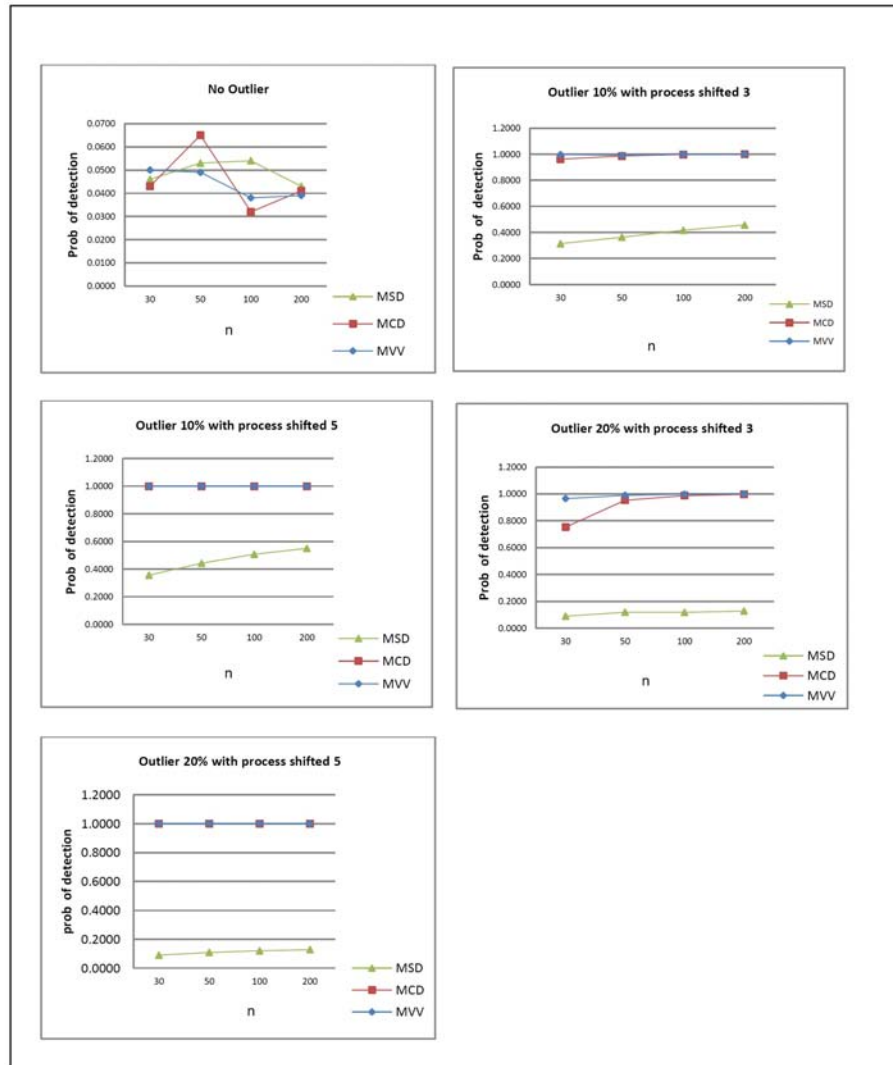 No Outlier
Prob of detection
0.0700
0.0600
0.0500
0.0400
0.0300
0.0200
0.0100
0.0000
30 50 100 200
n
MSD
MCD
MVV
Outlier 10% with process shifted 3
Prob of detection
1.2000
1.0000
0.8000
0.6000
0.4000
0.2000
0.0000
30 50 100 200
n
MSD
MCD
MVV
Outlier 10% with process shifted 5
Prob of detection
1.2000
1.0000
0.8000
0.6000
0.4000
0.2000
0.0000
30 50 100 200
n
MSD
MCD
MVV
Outlier 20% with process shifted 3
Prob of detection
1.2000
1.0000
0.8000
0.6000
0.4000
0.2000
0.0000
30 50 100 200
n
MSD
MCD
MVV
Outlier 20% with process shifted 5
prob of detection
1.2000
1.0000
0.8000
0.6000
0.4000
0.2000
0.0000
30 50 100 200
n
MSD
MCD
MVV